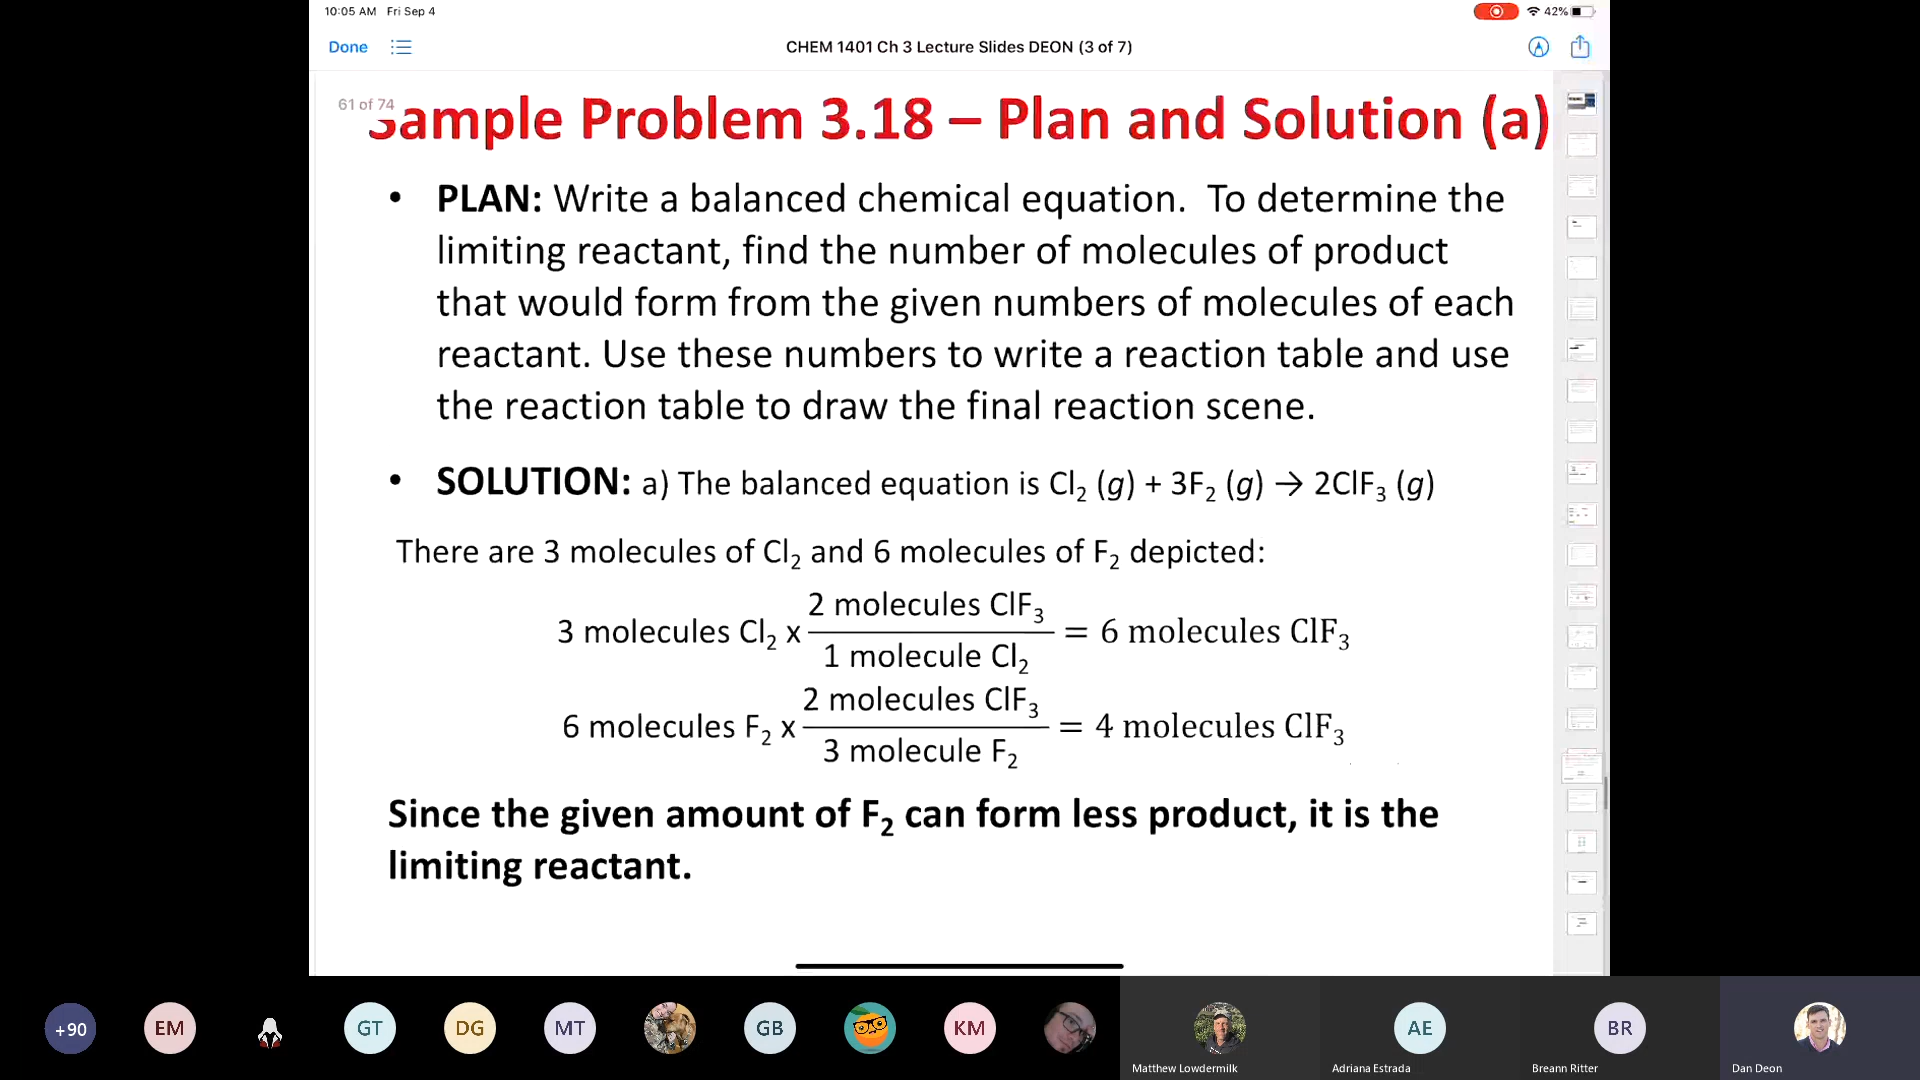 10:05 AM Fri Sep 4
42%
Done
CHEM 1401 Ch 3 Lecture Slides DEON (3 of 7)
61 of 74
Sample Problem 3.18 – Plan and Solution (a)
• PLAN: Write a balanced chemical equation. To determine the
limiting reactant, find the number of molecules of product
that would form from the given numbers of molecules of each
reactant. Use these numbers to write a reaction table and use
the reaction table to draw the final reaction scene.
• SOLUTION: a) The balanced equation is Cl₂ (g) + 3F₂ (g) → 2ClF₃ (g)
There are 3 molecules of Cl₂ and 6 molecules of F₂ depicted:
2 molecules ClF₃
3 molecules Cl₂ x = 6 molecules ClF₃
1 molecule Cl₂
2 molecules ClF₃
6 molecules F₂ x = 4 molecules ClF₃
3 molecule F₂
Since the given amount of F₂ can form less product, it is the
limiting reactant.
+90
EM
GT
DG
MT
GB
KM
AE
BR
Matthew Lowdermilk
Adriana Estrada
Breann Ritter
Dan Deon